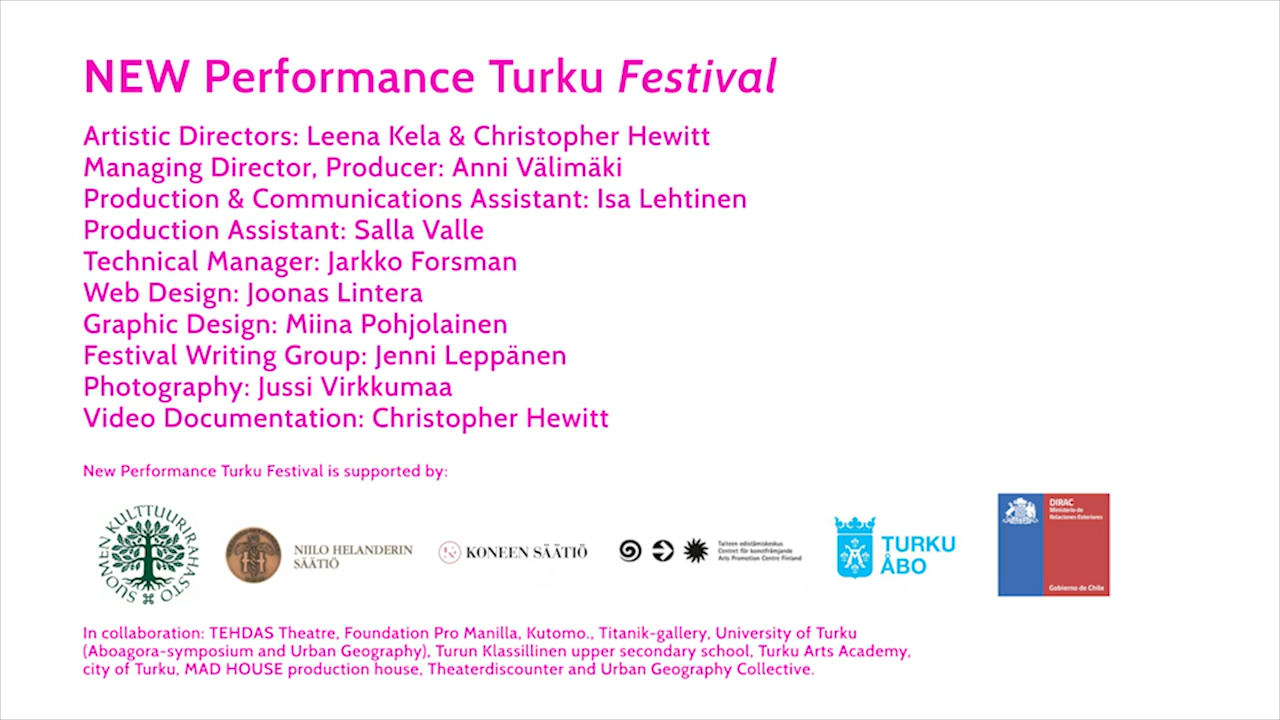 NEW Performance Turku Festival
Artistic Directors: Leena Kela & Christopher Hewitt
Managing Director, Producer: Anni Välimäki
Production & Communications Assistant: Isa Lehtinen
Production Assistant: Salla Valle
Technical Manager: Jarkko Forsman
Web Design: Joonas Lintera
Graphic Design: Miina Pohjolainen
Festival Writing Group: Jenni Leppänen
Photography: Jussi Virkkumaa
Video Documentation: Christopher Hewitt
New Performance Turku Festival is supported by:
SUOMEN KULTTUURIRAHASTO
NIILO HELANDERIN
SÄÄTIÖ
KONEEN SÄÄTIÖ
Taiteen edistämiskeskus
Centret för konstfrämjande
Arts Promotion Centre Finland
TURKU
ÅBO
DIRAC
Ministerio de
Relaciones Exteriores
Gobierno de Chile
In collaboration: TEHDAS Theatre, Foundation Pro Manilla, Kutomo., Titanik-gallery, University of Turku
(Aboagora-symposium and Urban Geography), Turun Klassillinen upper secondary school, Turku Arts Academy,
city of Turku, MAD HOUSE production house, Theaterdiscounter and Urban Geography Collective.